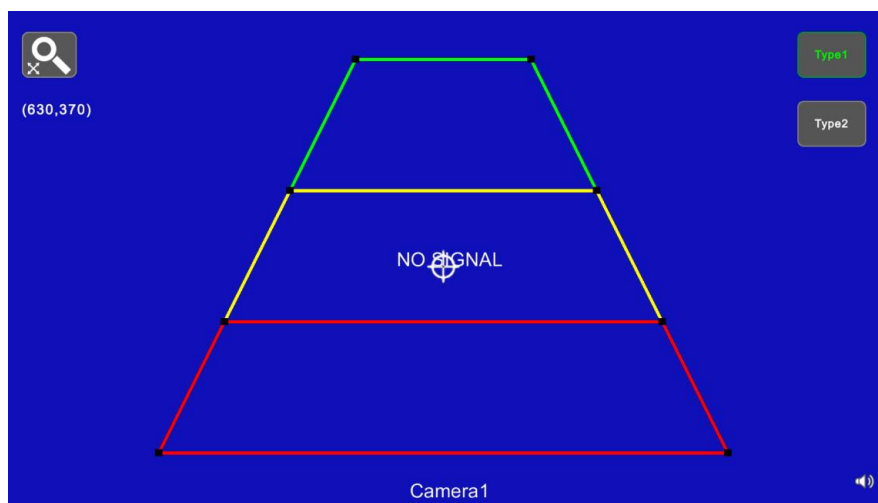 Type1
(630,370)
Type2
NO SIGNAL
Camera1